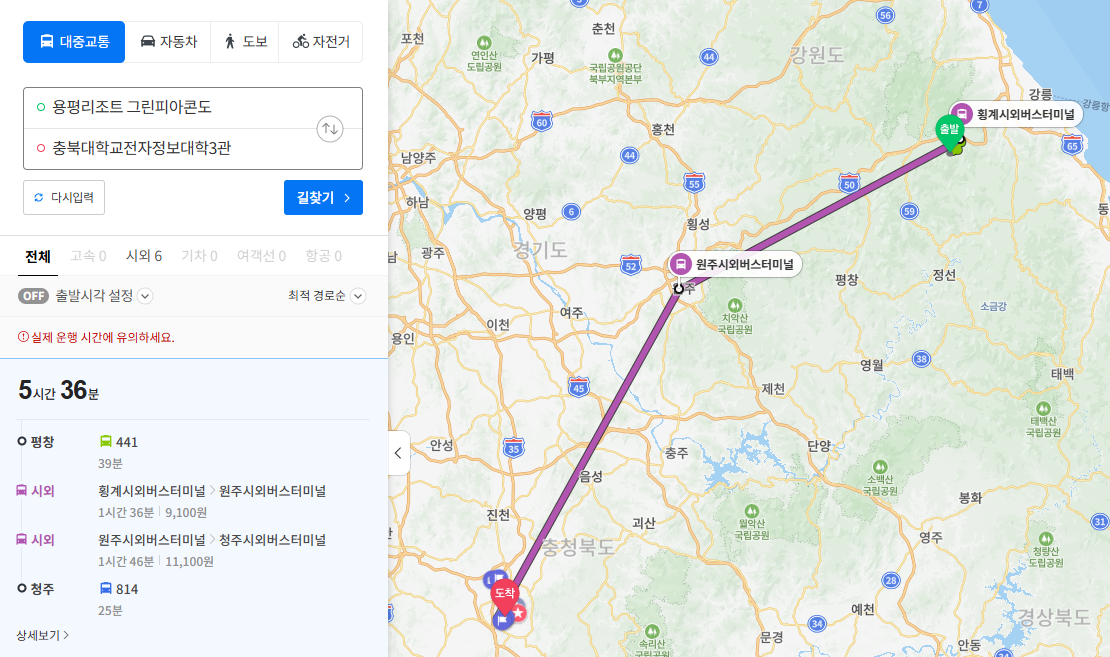 대중교통
자동차
도보
자전거
용평리조트 그린피아콘도
충북대학교전자정보대학3관
다시입력
길찾기
전체
고속 0
시외 6
기차 0
여객선 0
항공 0
OFF 출발시각 설정
최적 경로순
실제 운행 시간에 유의하세요.
5시간 36분
평창
441
39분
시외
횡계시외버스터미널 > 원주시외버스터미널
1시간 36분 | 9,100원
시외
원주시외버스터미널 > 청주시외버스터미널
1시간 46분 | 11,100원
청주
814
25분
상세보기 >
포천
연인산
도립공원
가평
춘천
국립공원공단
북부지역본부
44
56
7
강원도
강릉
강릉항
횡계시외버스터미널
출발
65
60
홍천
44
남양주
55
50
59
하남
양평
6
횡성
동
광주
경기도
52
원주시외버스터미널
주
평창
정선
소금강
치악산
국립공원
여주
이천
용인
영월
38
태백
45
제천
태백산
국립공원
안성
35
충주
단양
음성
소백산
국립공원
봉화
진천
괴산
월악산
국립공원
31
영주
충청북도
청량산
도립공원
28
도착
예천
34
문경
경상북도
속리산
국립공원
안동